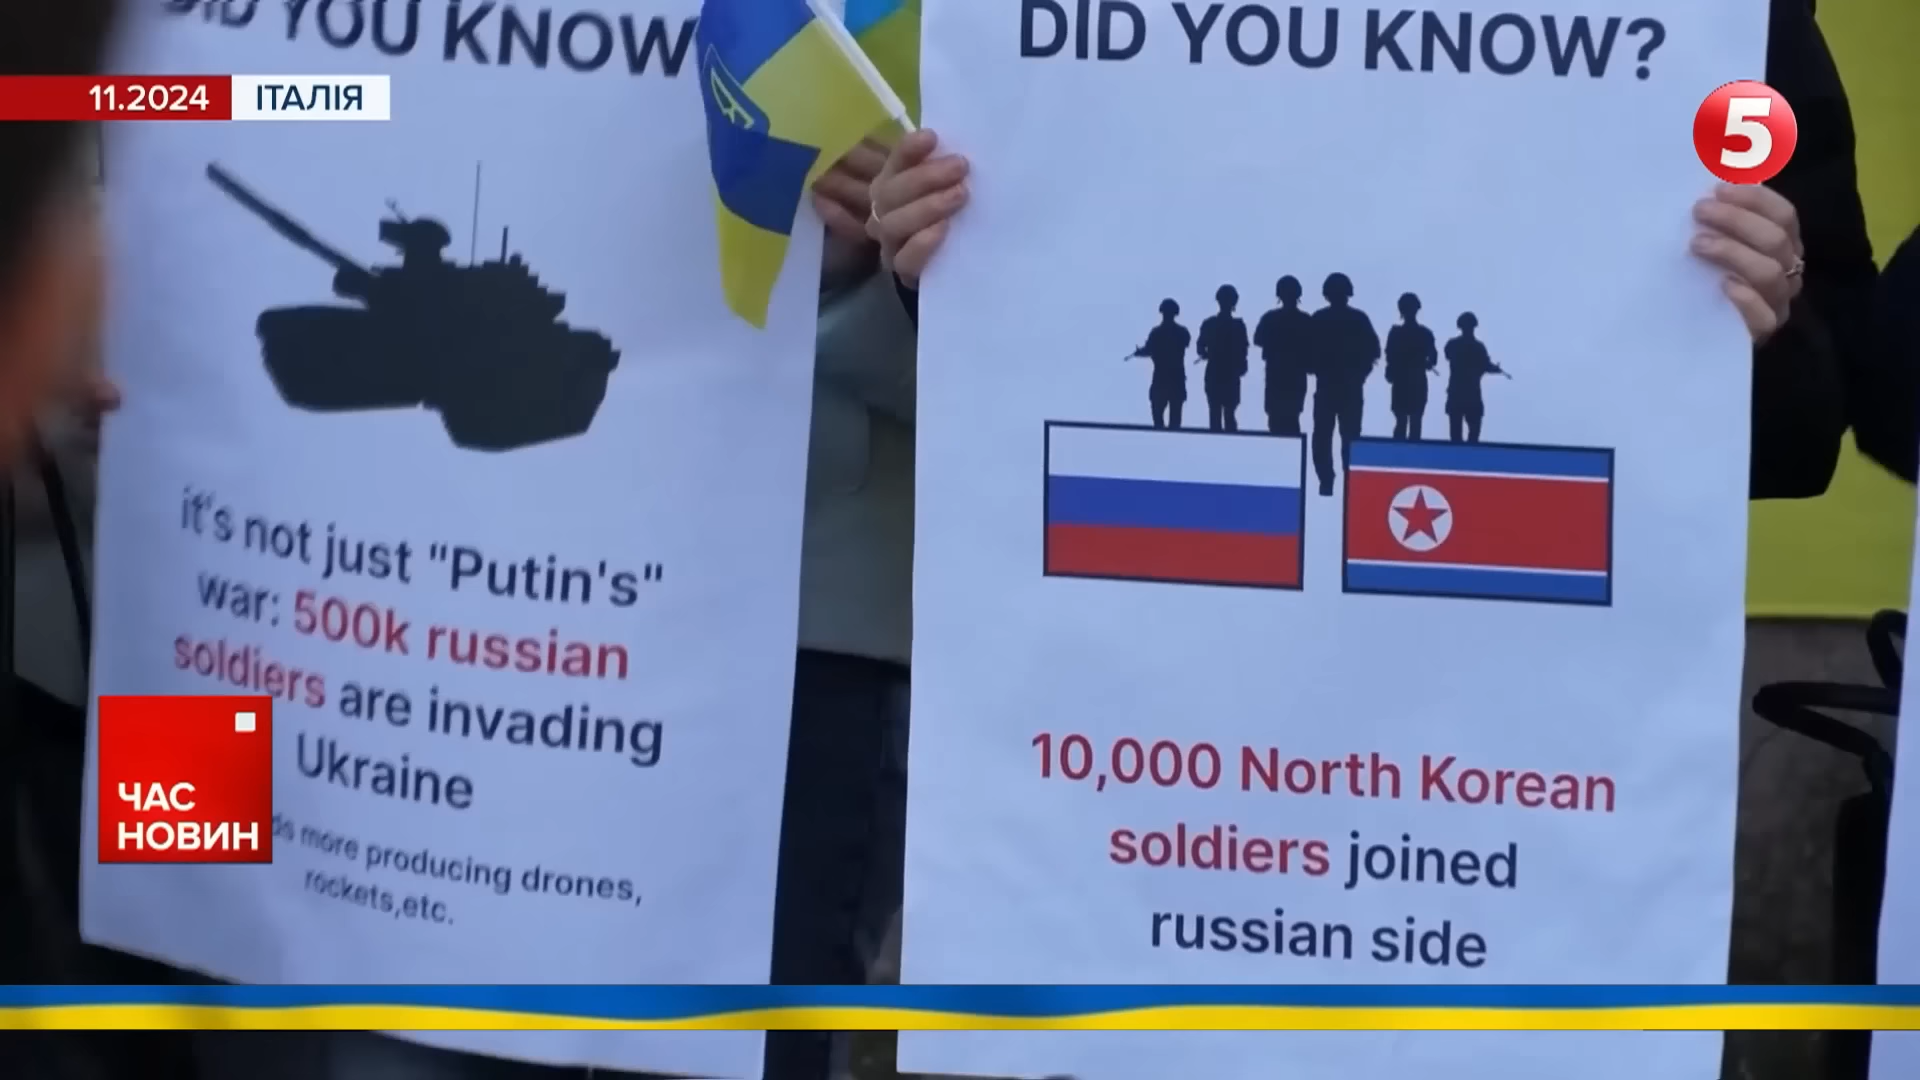 DID YOU KNOW
DID YOU KNOW?
11.2024 ІТАЛІЯ
5
it's not just "Putin's"
war: 500k russian
soldiers are invading
Ukraine
more producing drones,
rockets,etc.
10,000 North Korean
soldiers joined
russian side
ЧАС
НОВИН